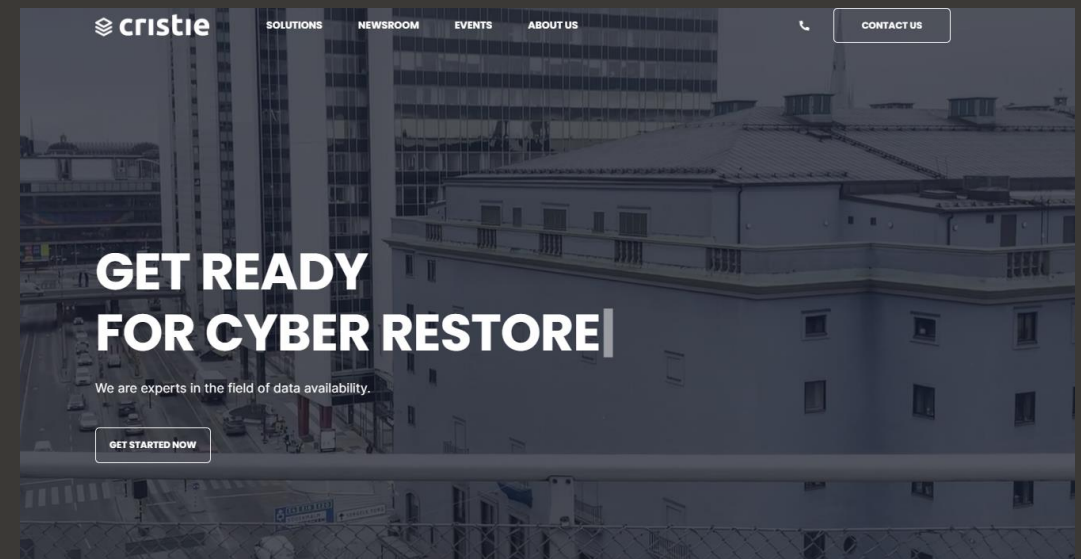 cristie
SOLUTIONS
NEWSROOM
EVENTS
ABOUT US
CONTACT US
GET READY
FOR CYBER RESTORE
We are experts in the field of data availability.
GET STARTED NOW